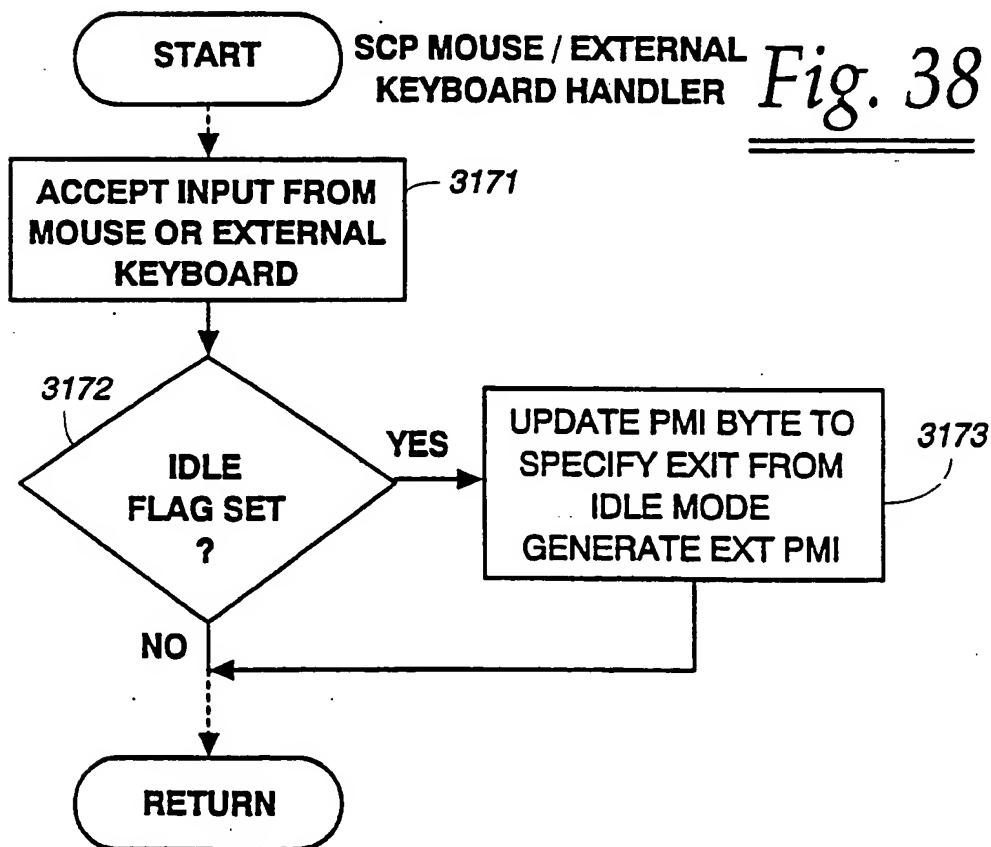 START
SCP MOUSE / EXTERNAL
KEYBOARD HANDLER
Fig. 38
ACCEPT INPUT FROM
MOUSE OR EXTERNAL
KEYBOARD
3171
3172
IDLE
FLAG SET
?
YES
UPDATE PMI BYTE TO
SPECIFY EXIT FROM
IDLE MODE
GENERATE EXT PMI
3173
NO
RETURN